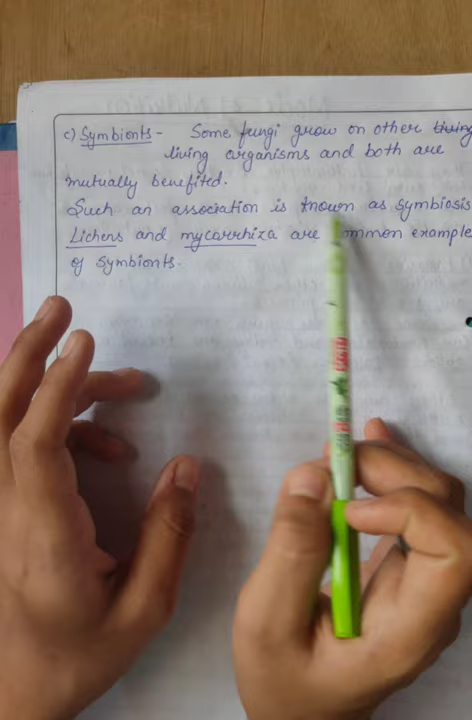 c) Symbionts - Some fungi grow on other living
living organisms and both are
mutually benefited.
Such an association is known as symbiosis
Lichens and mycorrhiza are common example
of symbionts.